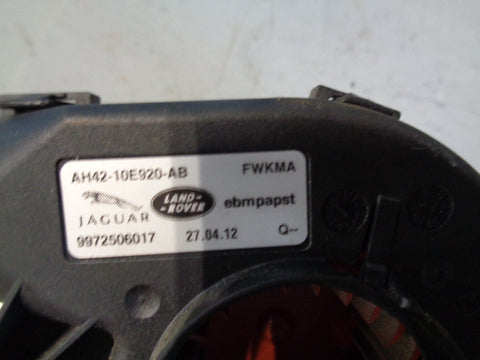 AH42-10E920-AB FWKMA
JAGUAR LAND-ROVER ebmpapst
9972506017 27.04.12 Q--